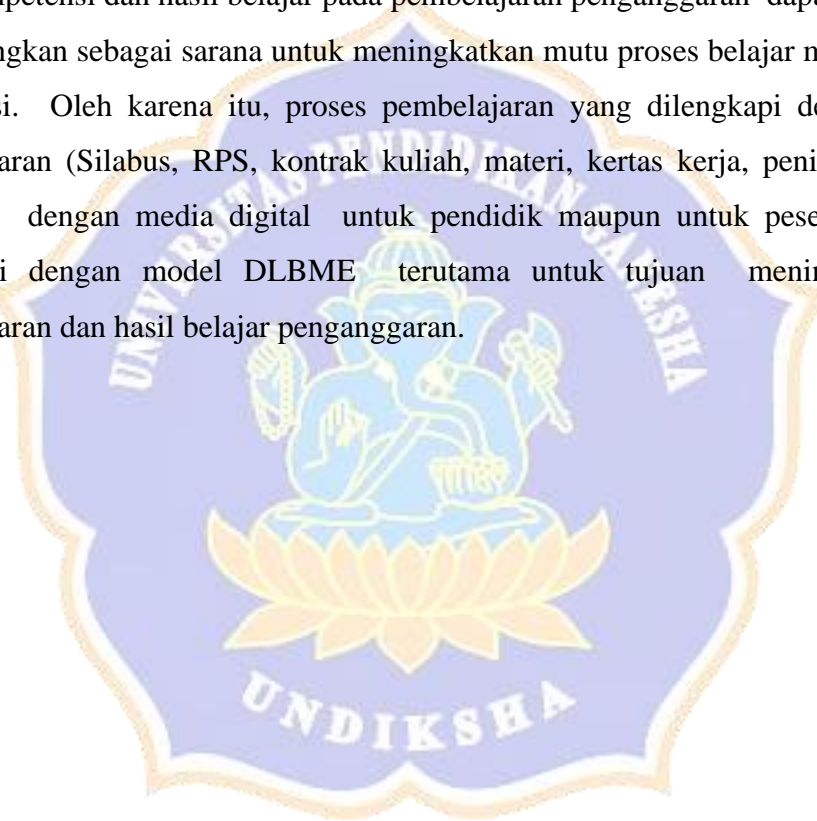 petensi dan hasil belajar pada pembelajaran penganggaran dapa
ngkan sebagai sarana untuk meningkatkan mutu proses belajar m
si. Oleh karena itu, proses pembelajaran yang dilengkapi de
aran (Silabus, RPS, kontrak kuliah, materi, kertas kerja, peni
dengan media digital untuk pendidik maupun untuk pese
i dengan model DLBME terutama untuk tujuan menin
aran dan hasil belajar penganggaran.
UNIVERSITAS PENDIDIKAN GANESHA
UNDIKSHA